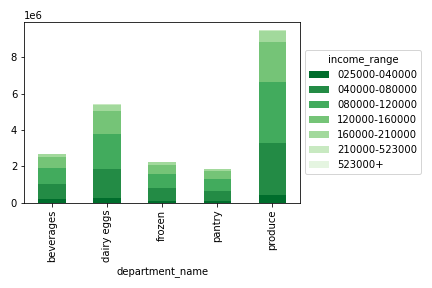 1e6
8
6
4
2
0
beverages
dairy eggs
frozen
pantry
produce
department_name
income_range
025000-040000
040000-080000
080000-120000
120000-160000
160000-210000
210000-523000
523000+